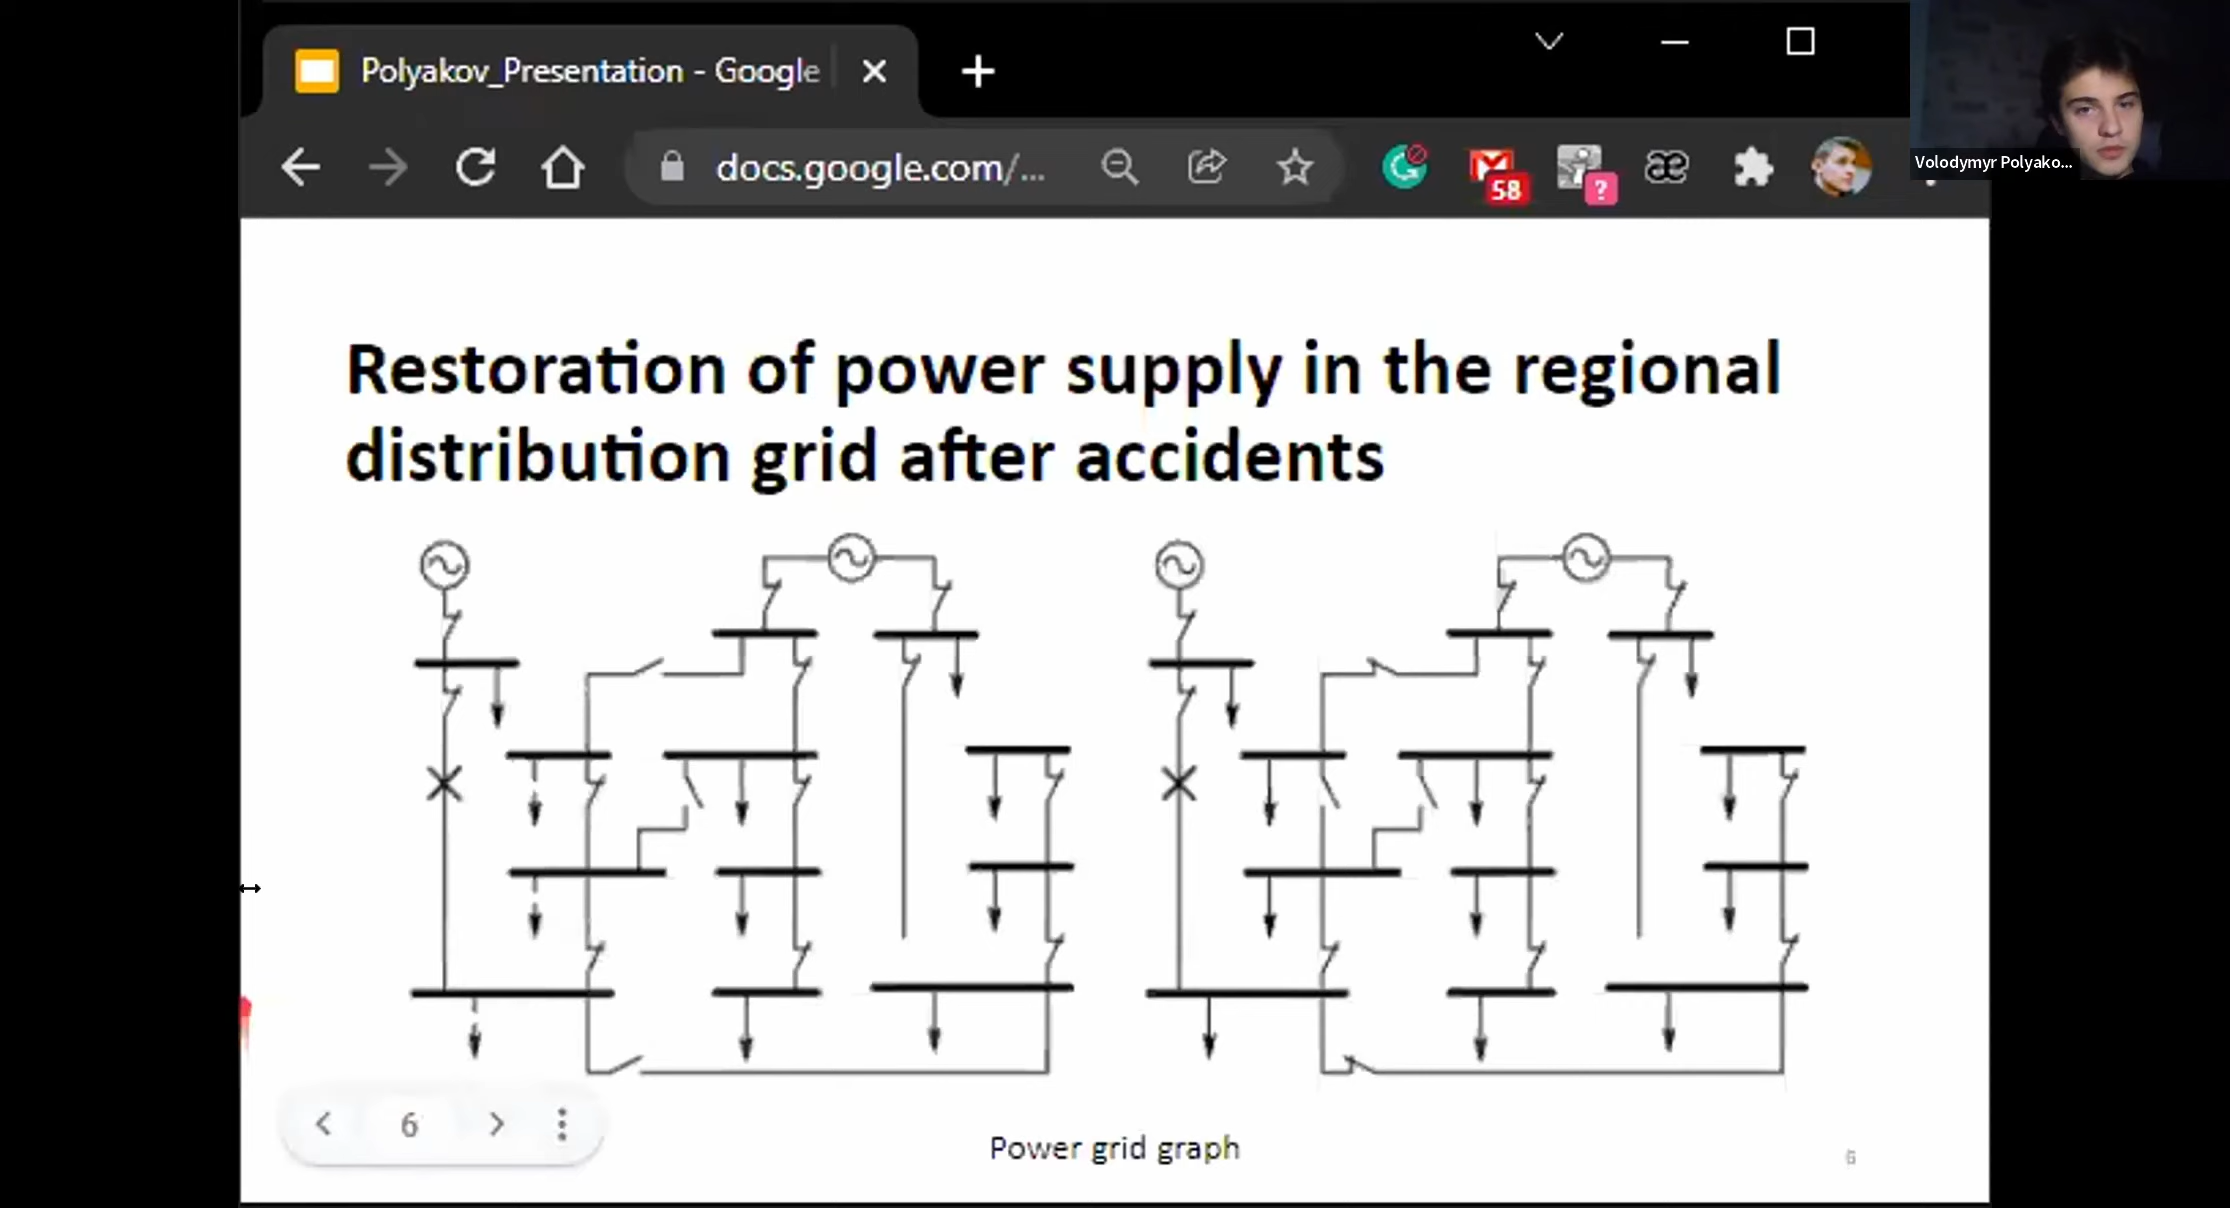 Polyakov_Presentation - Google
docs.google.com/...
58
?
æ
Volodymyr Polyako...
Restoration of power supply in the regional
distribution grid after accidents
6
Power grid graph
6